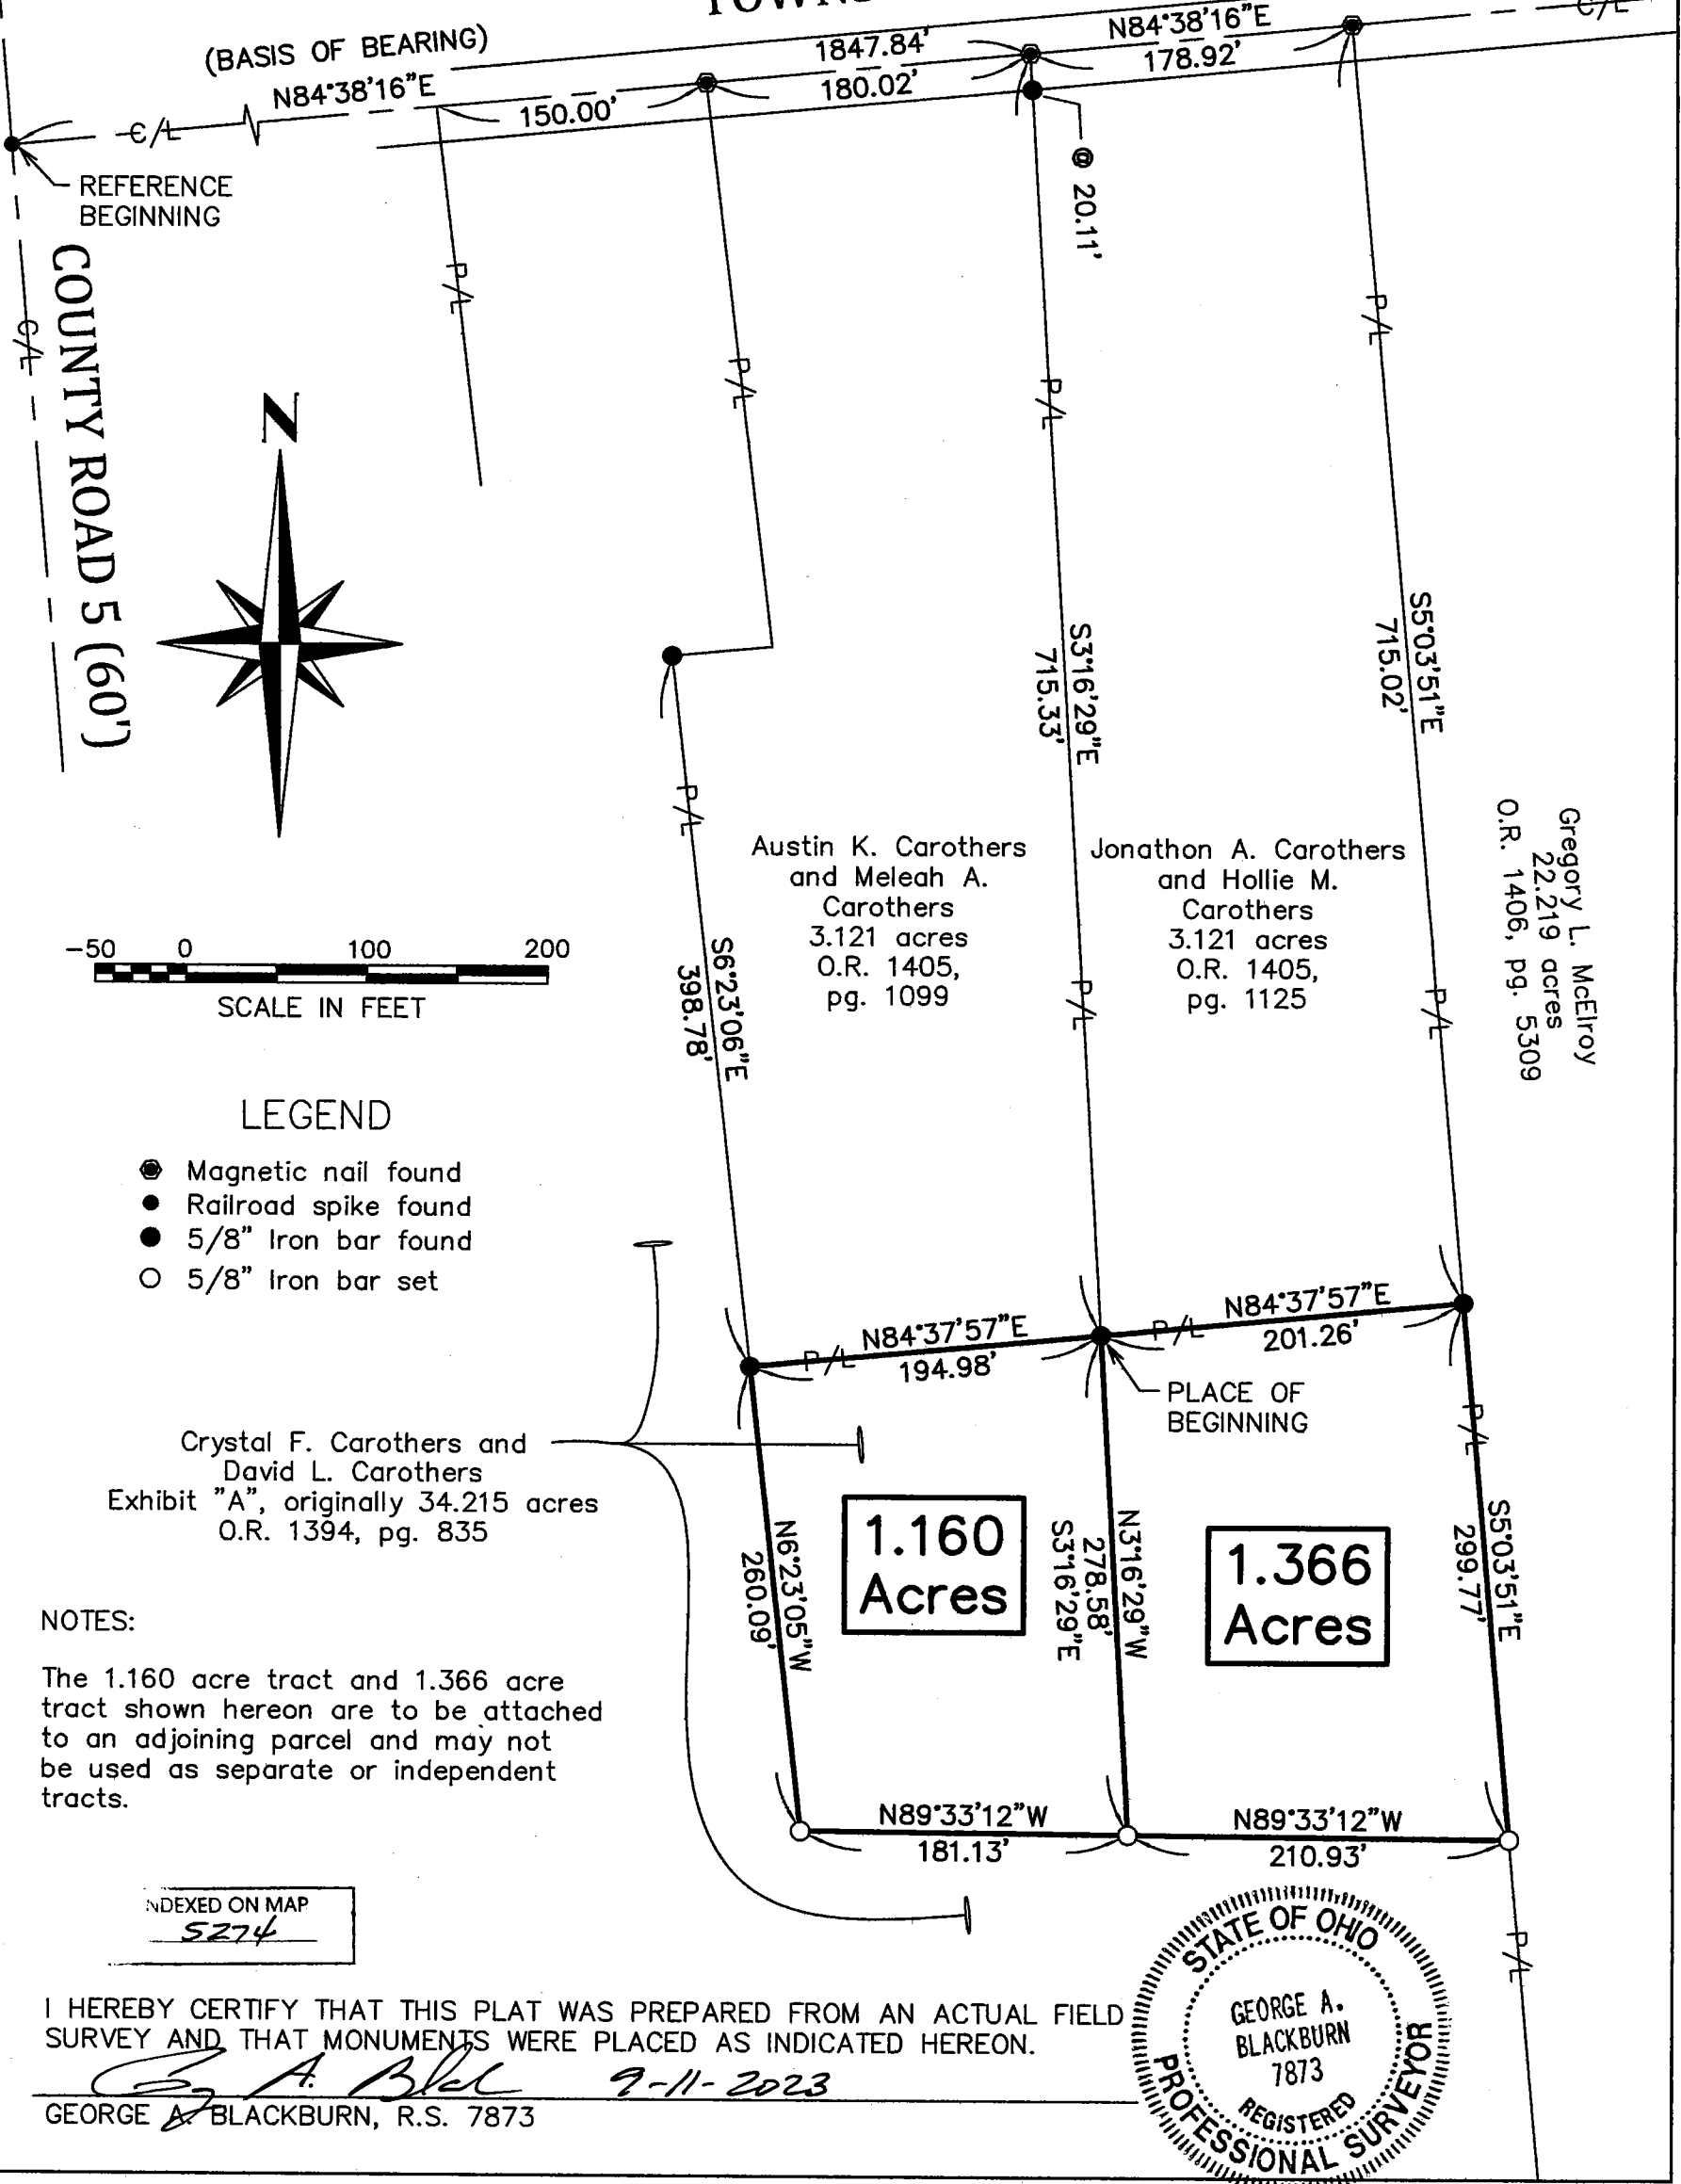 (BASIS OF BEARING)
N84°38'16"E
1847.84'
N84°38'16"E
C/L
150.00'
180.02'
178.92'
C/L
REFERENCE
BEGINNING
@ 20.11'
P/L
P/L
P/L
P/L
C/L
COUNTY ROAD 5 (60')
N
S3°16'29"E
715.33'
S5°03'51"E
715.02'
P/L
Austin K. Carothers
and Meleah A.
Carothers
3.121 acres
O.R. 1405,
pg. 1099
Jonathon A. Carothers
and Hollie M.
Carothers
3.121 acres
O.R. 1405,
pg. 1125
Gregory L. McElroy
22.219 acres
O.R. 1406, pg. 5309
S6°23'06"E
398.78'
P/L
P/L
-50 0 100 200
SCALE IN FEET
LEGEND
Magnetic nail found
Railroad spike found
5/8" Iron bar found
5/8" Iron bar set
P/L
N84°37'57"E
194.98'
P/L
N84°37'57"E
201.26'
PLACE OF
BEGINNING
P/L
Crystal F. Carothers and
David L. Carothers
Exhibit "A", originally 34.215 acres
O.R. 1394, pg. 835
N6°23'05"W
260.09'
1.160
Acres
N3°16'29"W
278.58'
S3°16'29"E
1.366
Acres
S5°03'51"E
299.77'
NOTES:
The 1.160 acre tract and 1.366 acre
tract shown hereon are to be attached
to an adjoining parcel and may not
be used as separate or independent
tracts.
N89°33'12"W
181.13'
N89°33'12"W
210.93'
P/L
NDEXED ON MAP
5274
I HEREBY CERTIFY THAT THIS PLAT WAS PREPARED FROM AN ACTUAL FIELD
SURVEY AND THAT MONUMENTS WERE PLACED AS INDICATED HEREON.
9-11-2023
GEORGE A. BLACKBURN, R.S. 7873
STATE OF OHIO
GEORGE A.
BLACKBURN
7873
REGISTERED
PROFESSIONAL SURVEYOR